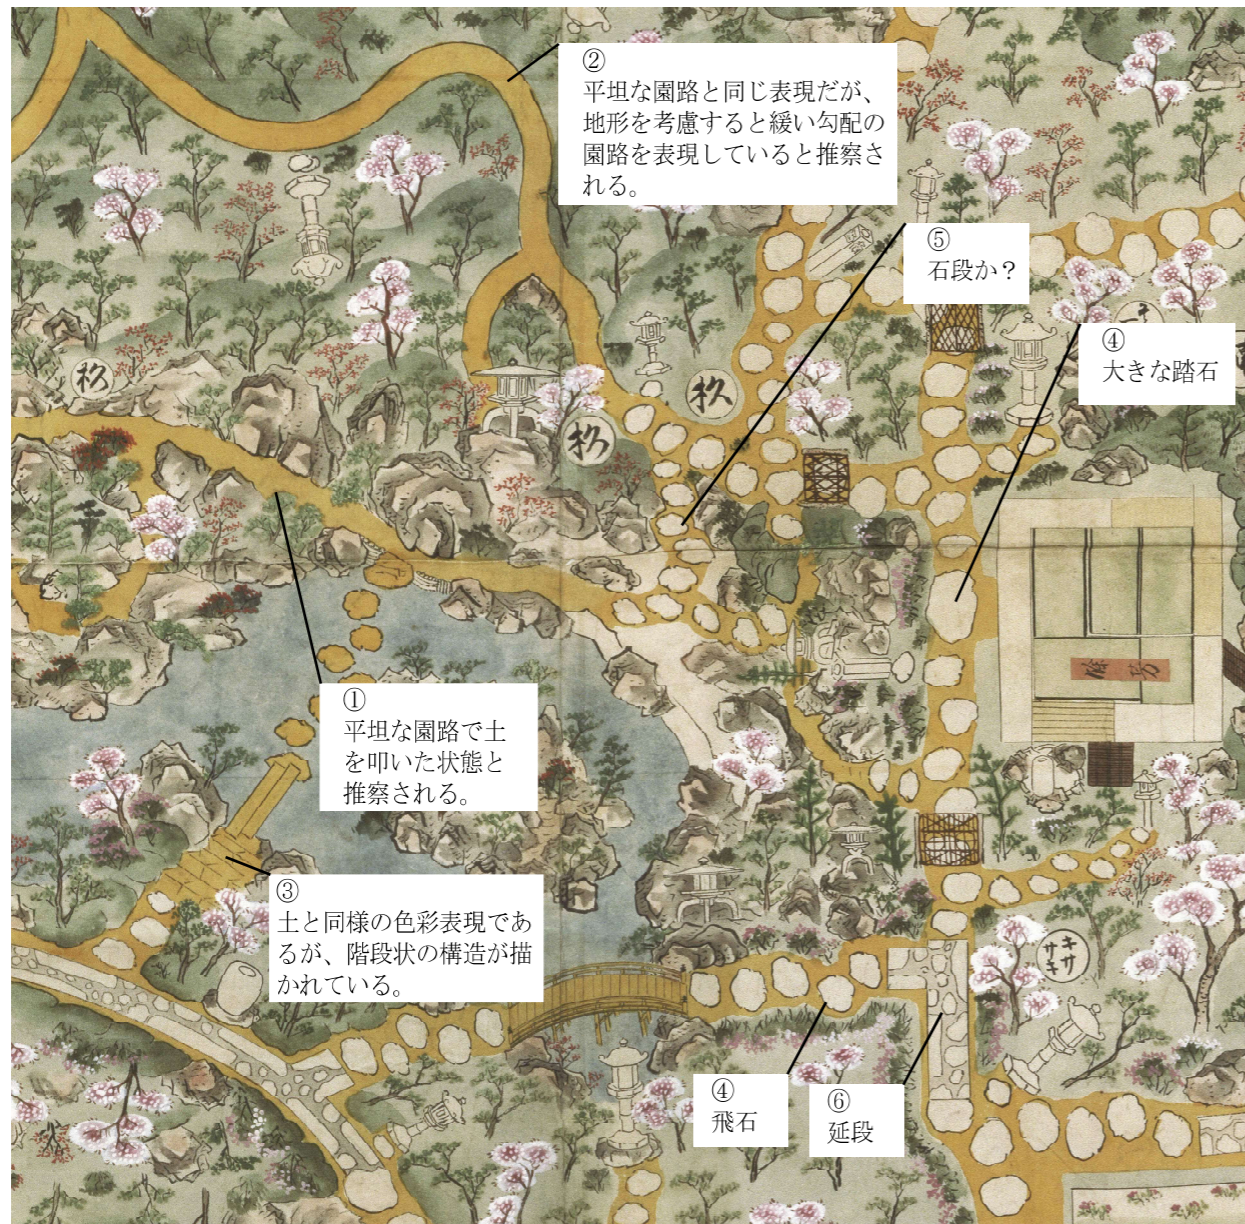 ②
平坦な園路と同じ表現だが、
地形を考慮すると緩い勾配の
園路を表現していると推察さ
れる。
⑤
石段か？
④
大きな踏石
①
平坦な園路で土
を叩いた状態と
推察される。
③
土と同様の色彩表現であ
るが、階段状の構造が描
かれている。
④
飛石
⑥
延段
キサ
サキ